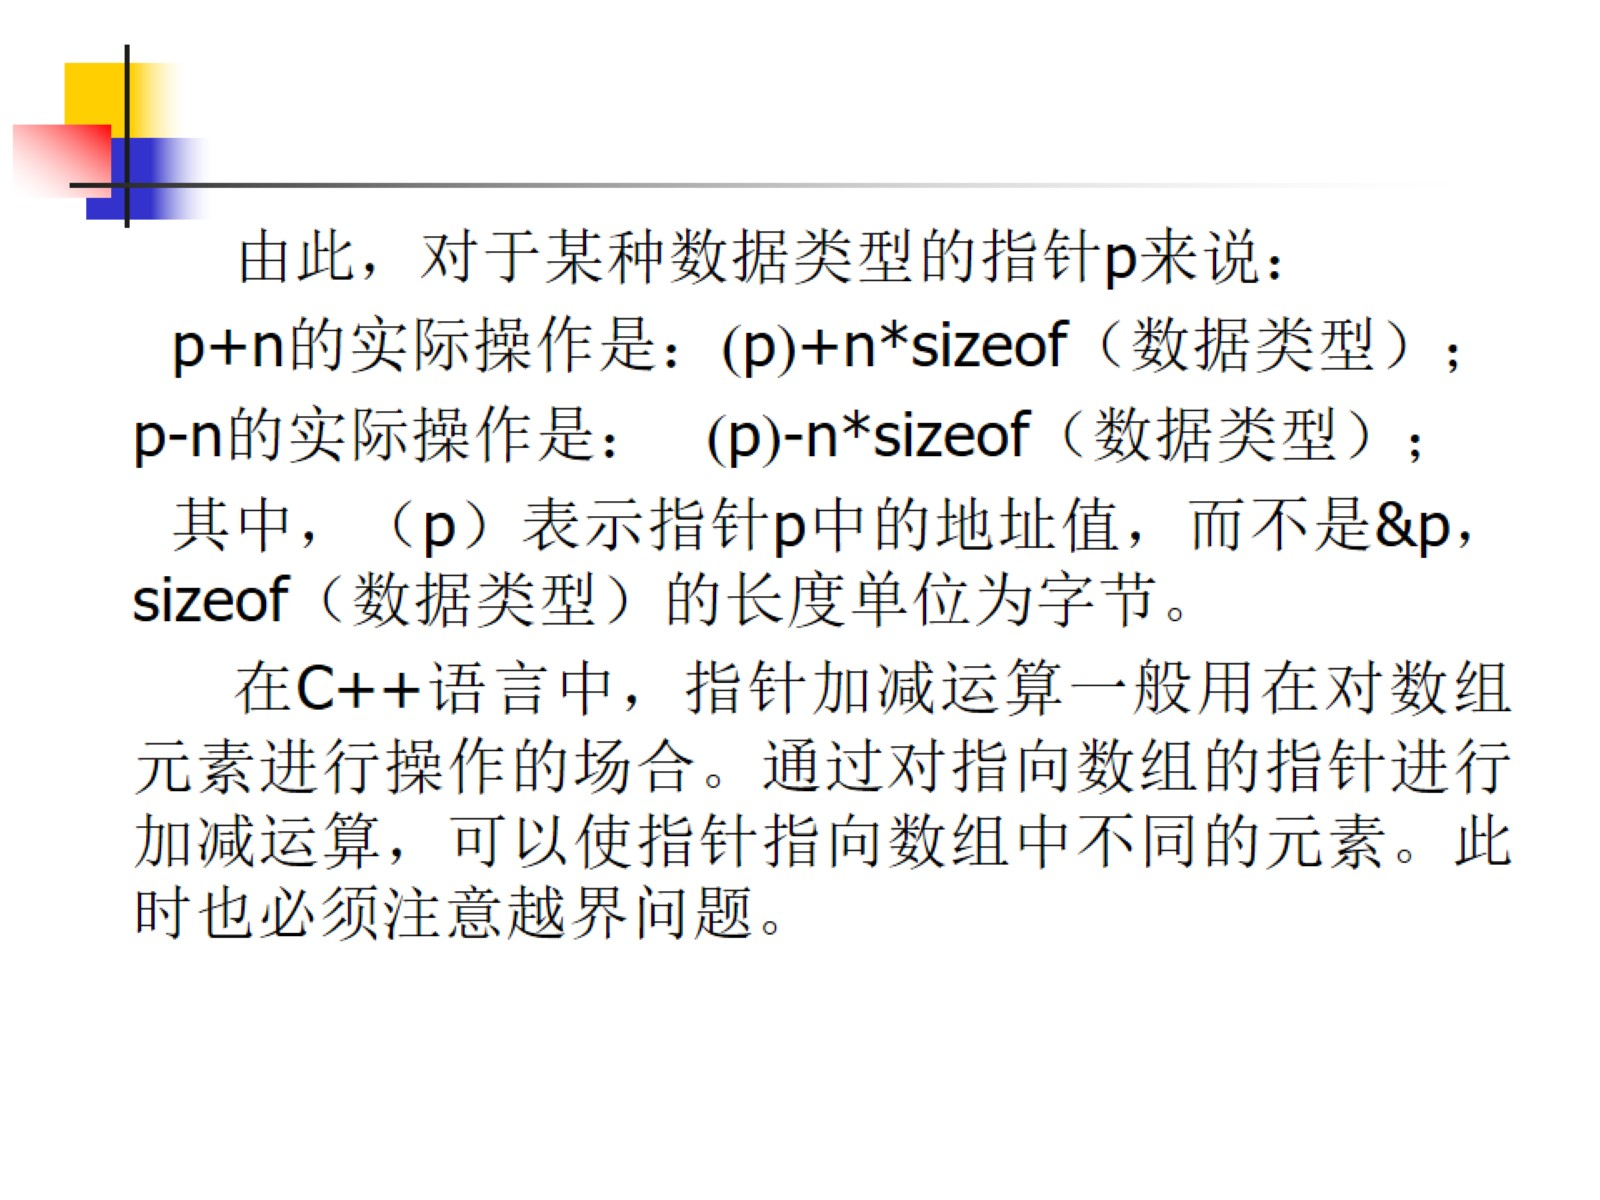 由此，对于某种数据类型的指针p来说：
p+n的实际操作是：(p)+n*sizeof（数据类型）；
p-n的实际操作是： (p)-n*sizeof（数据类型）；
其中，（p）表示指针p中的地址值，而不是&p，
sizeof（数据类型）的长度单位为字节。
在C++语言中，指针加减运算一般用在对数组
元素进行操作的场合。通过对指向数组的指针进行
加减运算，可以使指针指向数组中不同的元素。此
时也必须注意越界问题。